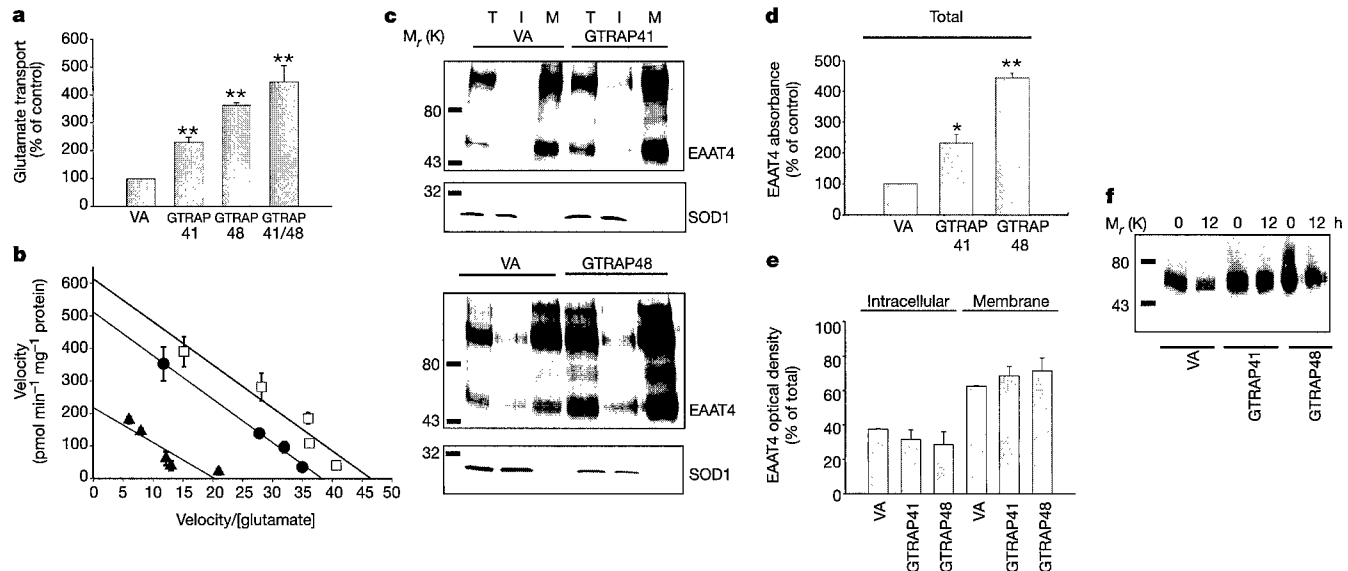 a
Glutamate transport
(% of control)
600
500
400
300
200
100
0
**
**
**
VA
GTRAP
41
GTRAP
48
GTRAP
41/48
b
Velocity
(pmol min⁻¹ mg⁻¹ protein)
600
500
400
300
200
100
0
0 5 10 15 20 25 30 35 40 45 50
Velocity/[glutamate]
c
T I M T I M
Mr (K)
VA GTRAP41
80
43
EAAT4
32
SOD1
VA GTRAP48
80
43
EAAT4
32
SOD1
d
Total
EAAT4 absorbance
(% of control)
500
400
300
200
100
0
*
**
VA
GTRAP
41
GTRAP
48
e
Intracellular Membrane
EAAT4 optical density
(% of total)
100
80
60
40
20
0
VA
GTRAP41
GTRAP48
VA
GTRAP41
GTRAP48
f
Mr (K) 0 12 0 12 0 12 h
80
43
VA
GTRAP41
GTRAP48